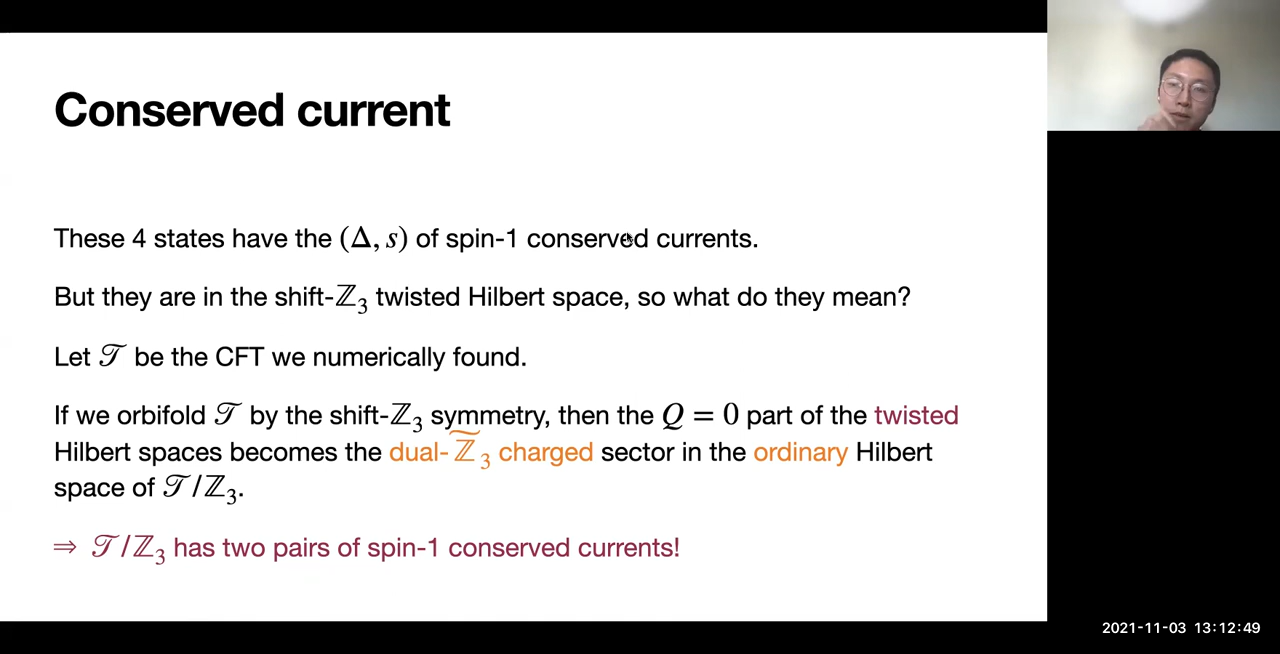 Conserved current
These 4 states have the (Δ, s) of spin-1 conserved currents.
But they are in the shift-ℤ₃ twisted Hilbert space, so what do they mean?
Let 𝒯 be the CFT we numerically found.
If we orbifold 𝒯 by the shift-ℤ₃ symmetry, then the Q = 0 part of the twisted
Hilbert spaces becomes the dual-ℤ̃₃ charged sector in the ordinary Hilbert
space of 𝒯/ℤ₃.
⇒ 𝒯/ℤ₃ has two pairs of spin-1 conserved currents!
2021-11-03 13:12:49